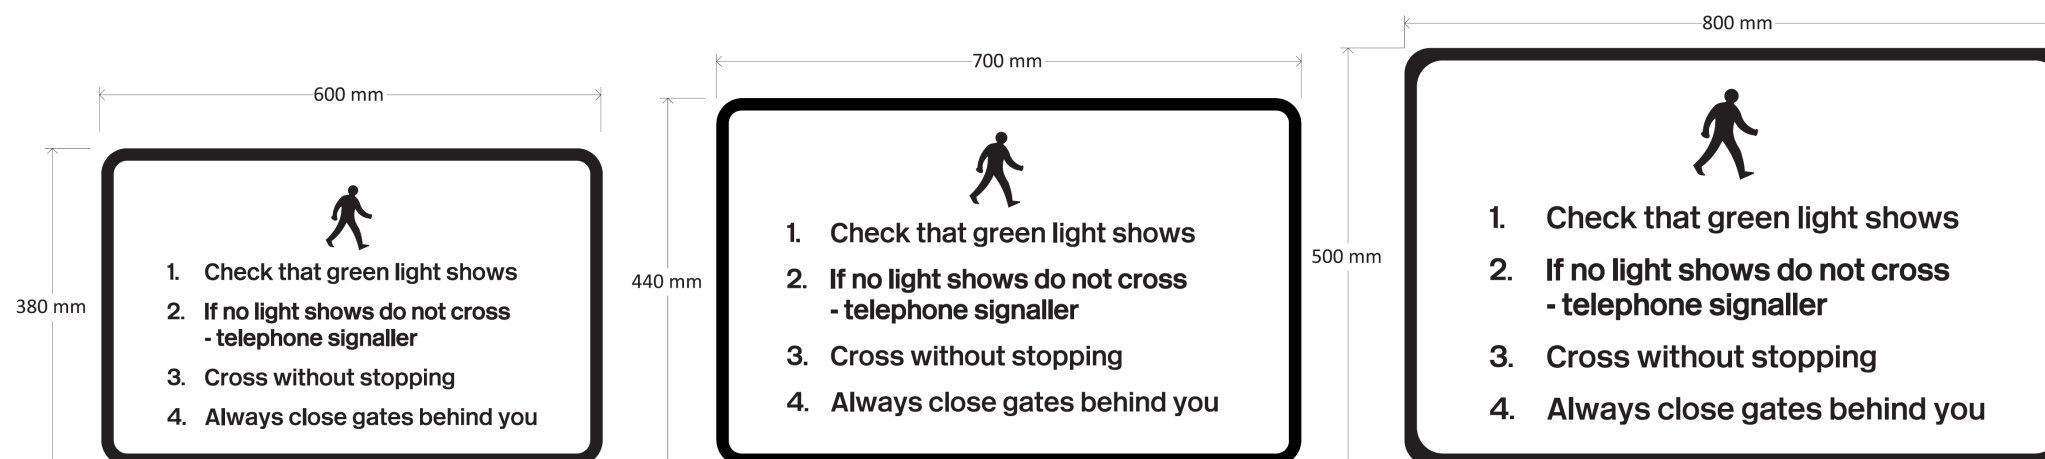 600 mm
380 mm
1. Check that green light shows
2. If no light shows do not cross
- telephone signaller
3. Cross without stopping
4. Always close gates behind you
700 mm
440 mm
1. Check that green light shows
2. If no light shows do not cross
- telephone signaller
3. Cross without stopping
4. Always close gates behind you
800 mm
500 mm
1. Check that green light shows
2. If no light shows do not cross
- telephone signaller
3. Cross without stopping
4. Always close gates behind you